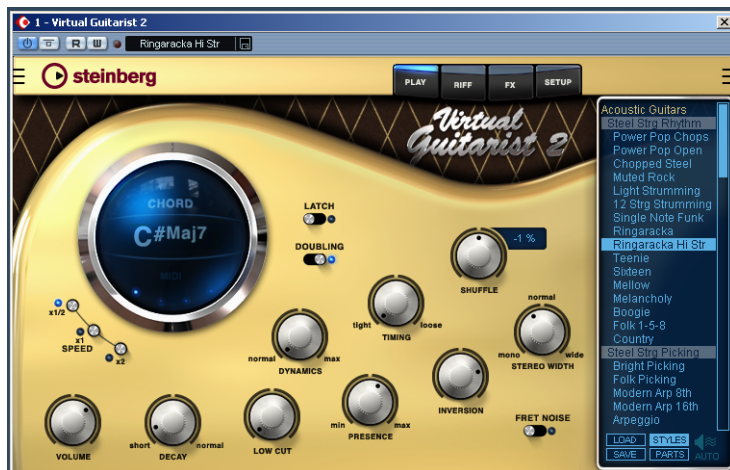 1 - Virtual Guitarist 2
R W Ringaracka Hi Str
steinberg
PLAY RIFF FX SETUP
Virtual
Guitarist 2
CHORD
C#Maj7
MIDI
LATCH
DOUBLING
x1/2
x1
x2
SPEED
-1 %
SHUFFLE
tight loose
TIMING
normal
mono wide
STEREO WIDTH
normal max
DYNAMICS
INVERSION
min max
PRESENCE
LOW CUT
short normal
DECAY
VOLUME
FRET NOISE
Acoustic Guitars
Steel Strg Rhythm
Power Pop Chops
Power Pop Open
Chopped Steel
Muted Rock
Light Strumming
12 Strg Strumming
Single Note Funk
Ringaracka
Ringaracka Hi Str
Teenie
Sixteen
Mellow
Melancholy
Boogie
Folk 1-5-8
Country
Steel Strg Picking
Bright Picking
Folk Picking
Modern Arp 8th
Modern Arp 16th
Arpeggio
LOAD STYLES
SAVE PARTS AUTO